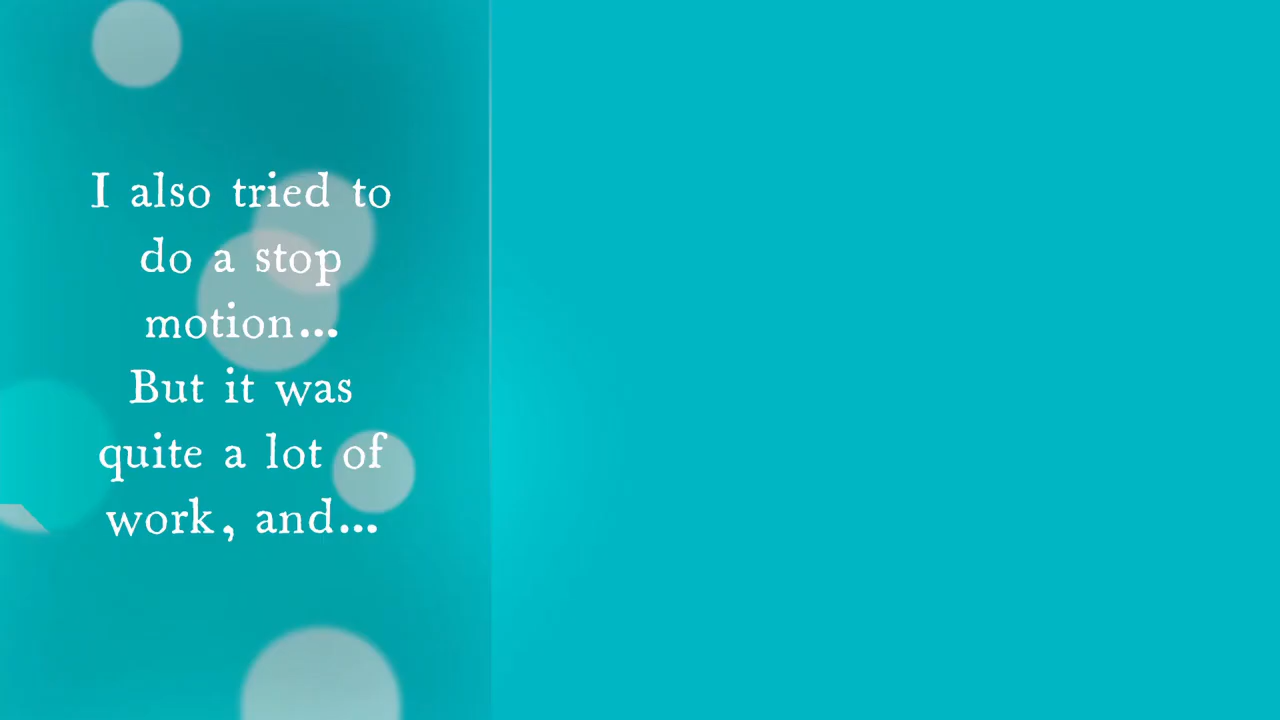 I also tried to
do a stop
motion...
But it was
quite a lot of
work, and...